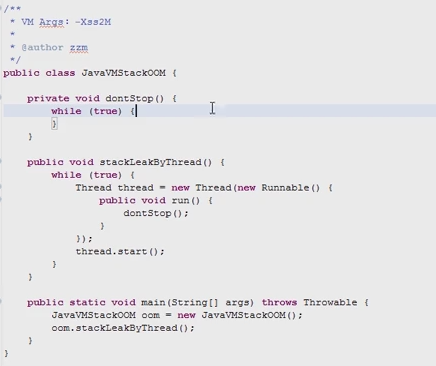 /**
 * VM Args: -Xss2M
 *
 * @author zzm
 */
public class JavaVMStackOOM {
    private void dontStop() {
        while (true) {
        }
    }
    public void stackLeakByThread() {
        while (true) {
            Thread thread = new Thread(new Runnable() {
                public void run() {
                    dontStop();
                }
            });
            thread.start();
        }
    }
    public static void main(String[] args) throws Throwable {
        JavaVMStackOOM oom = new JavaVMStackOOM();
        oom.stackLeakByThread();
    }
}